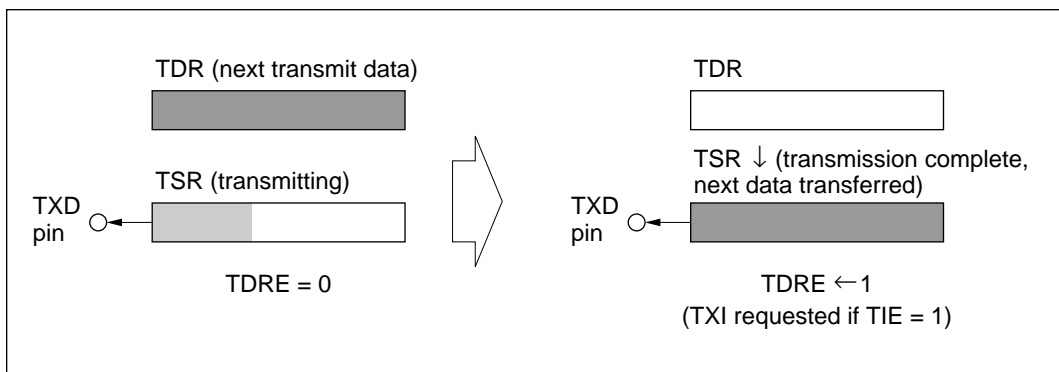 TDR (next transmit data)
TSR (transmitting)
TXD
pin
TDRE = 0
TDR
TSR ↓ (transmission complete,
next data transferred)
TXD
pin
TDRE ← 1
(TXI requested if TIE = 1)